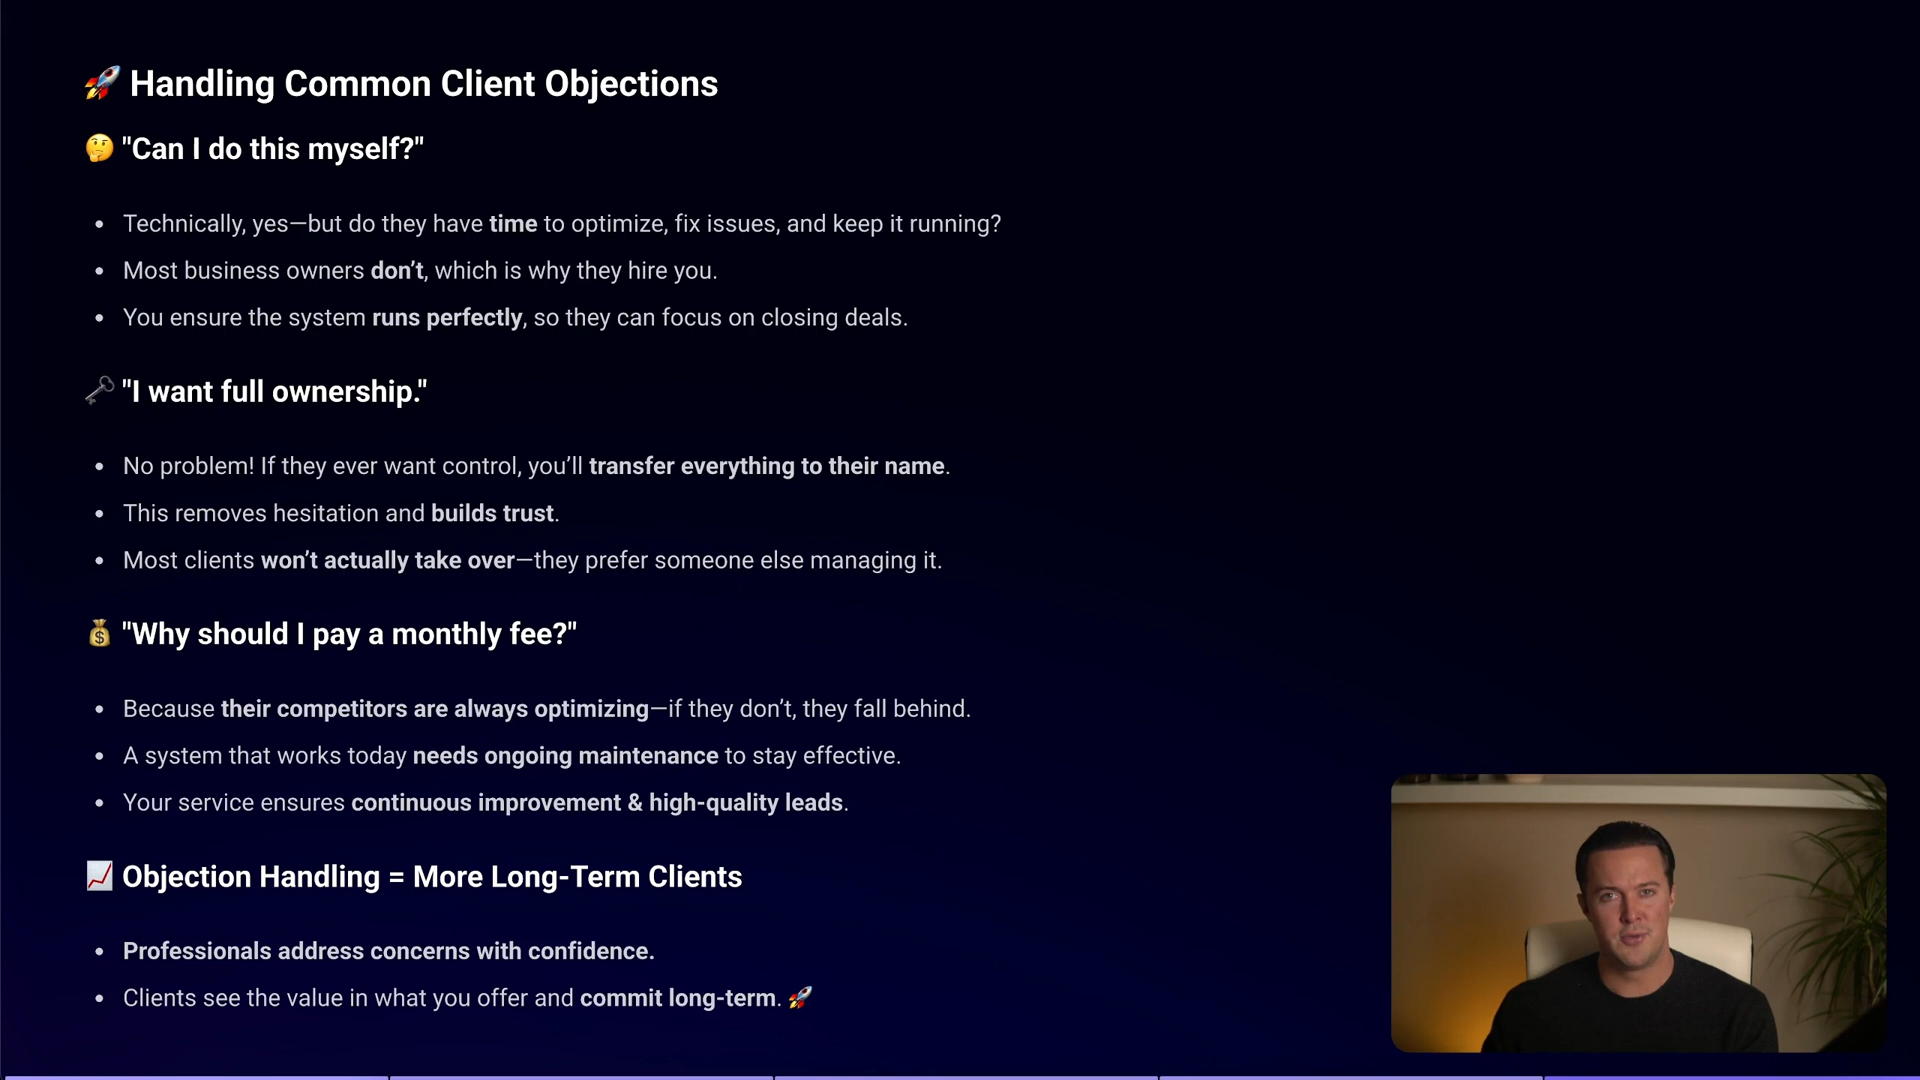 🚀 Handling Common Client Objections
🤔 "Can I do this myself?"
• Technically, yes—but do they have time to optimize, fix issues, and keep it running?
• Most business owners don’t, which is why they hire you.
• You ensure the system runs perfectly, so they can focus on closing deals.
🗝️ "I want full ownership."
• No problem! If they ever want control, you’ll transfer everything to their name.
• This removes hesitation and builds trust.
• Most clients won’t actually take over—they prefer someone else managing it.
💰 "Why should I pay a monthly fee?"
• Because their competitors are always optimizing—if they don’t, they fall behind.
• A system that works today needs ongoing maintenance to stay effective.
• Your service ensures continuous improvement & high-quality leads.
📈 Objection Handling = More Long-Term Clients
• Professionals address concerns with confidence.
• Clients see the value in what you offer and commit long-term. 🚀